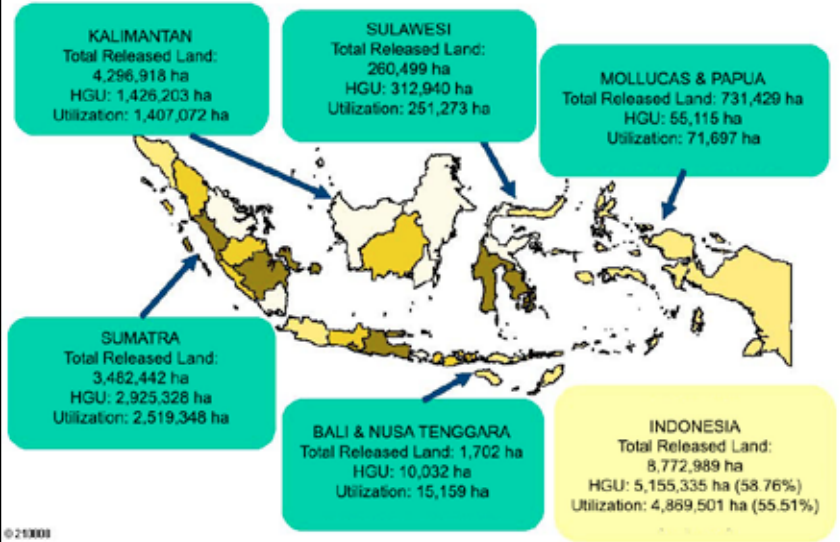 KALIMANTAN
Total Released Land:
4,296,918 ha
HGU: 1,426,203 ha
Utilization: 1,407,072 ha
SULAWESI
Total Released Land:
260,499 ha
HGU: 312,940 ha
Utilization: 251,273 ha
MOLLUCAS & PAPUA
Total Released Land: 731,429 ha
HGU: 55,115 ha
Utilization: 71,697 ha
SUMATRA
Total Released Land:
3,482,442 ha
HGU: 2,925,328 ha
Utilization: 2,519,348 ha
BALI & NUSA TENGGARA
Total Released Land: 1,702 ha
HGU: 10,032 ha
Utilization: 15,159 ha
INDONESIA
Total Released Land:
8,772,989 ha
HGU: 5,155,335 ha (58.76%)
Utilization: 4,869,501 ha (55.51%)